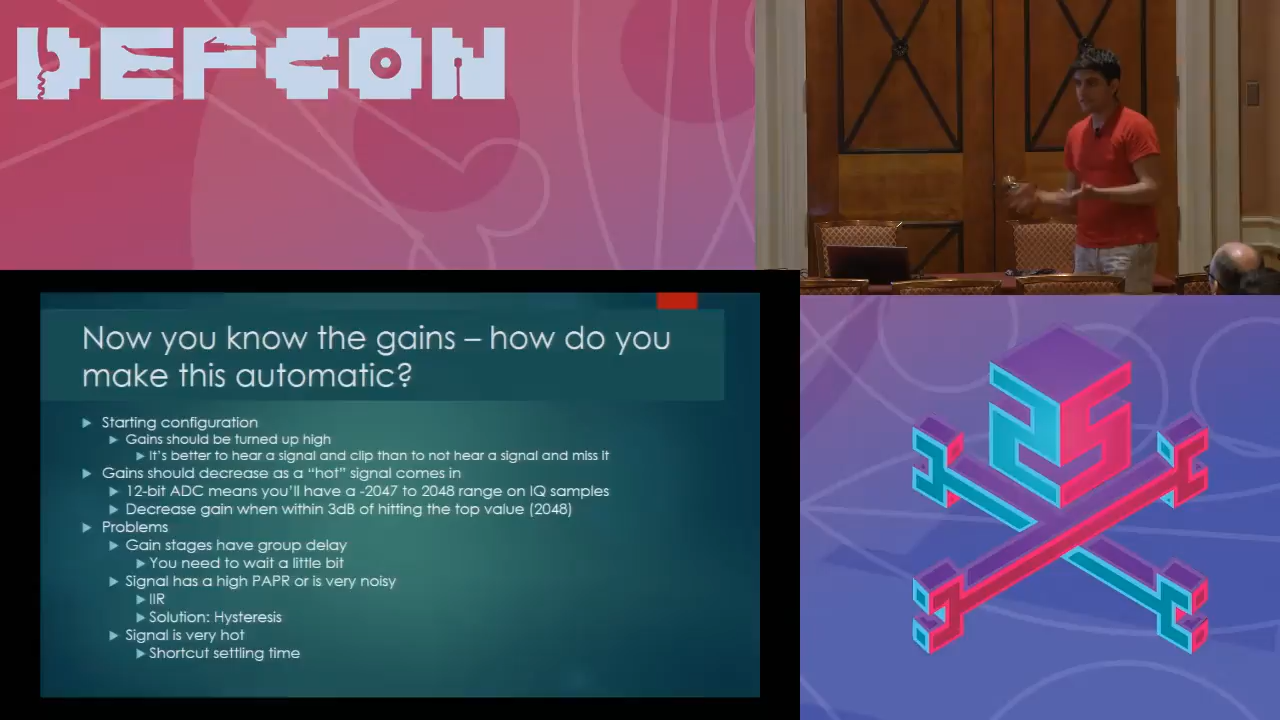 DEFCON
Now you know the gains – how do you
make this automatic?
Starting configuration
Gains should be turned up high
It's better to hear a signal and clip than to not hear a signal and miss it
Gains should decrease as a “hot” signal comes in
12-bit ADC means you'll have a -2047 to 2048 range on IQ samples
Decrease gain when within 3dB of hitting the top value (2048)
Problems
Gain stages have group delay
You need to wait a little bit
Signal has a high PAPR or is very noisy
IIR
Solution: Hysteresis
Signal is very hot
Shortcut settling time
25